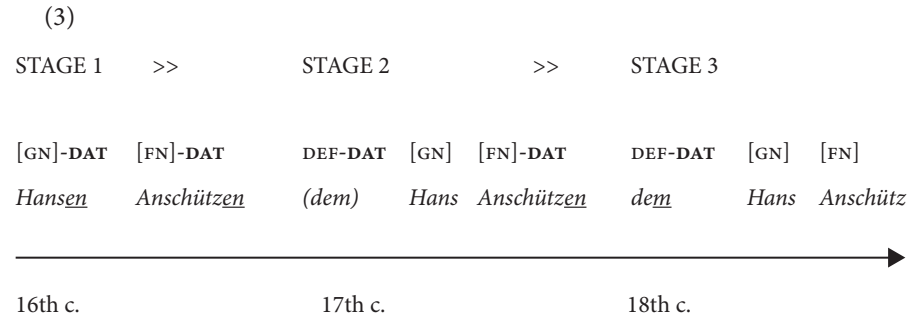 (3)
STAGE 1 >> STAGE 2 >> STAGE 3
[GN]-DAT [FN]-DAT DEF-DAT [GN] [FN]-DAT DEF-DAT [GN] [FN]
Hansen Anschützen (dem) Hans Anschützen dem Hans Anschütz
16th c. 17th c. 18th c.